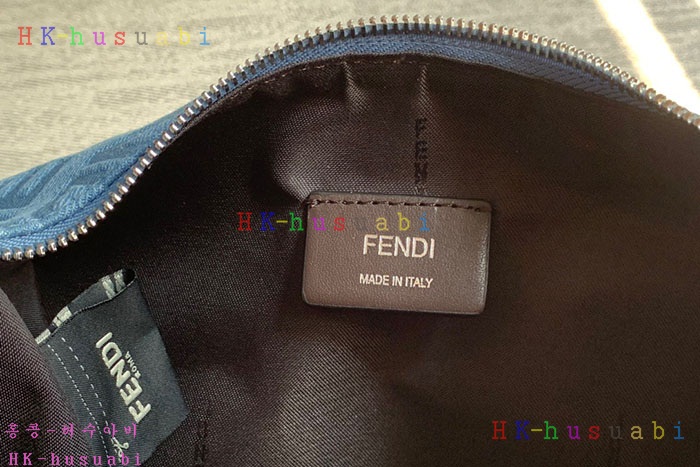 HK-husuabi
HK-husuabi
FENDI
MADE IN ITALY
FENDI
ROMA
HK-husuabi
홍콩-허수아비
HK-husuabi